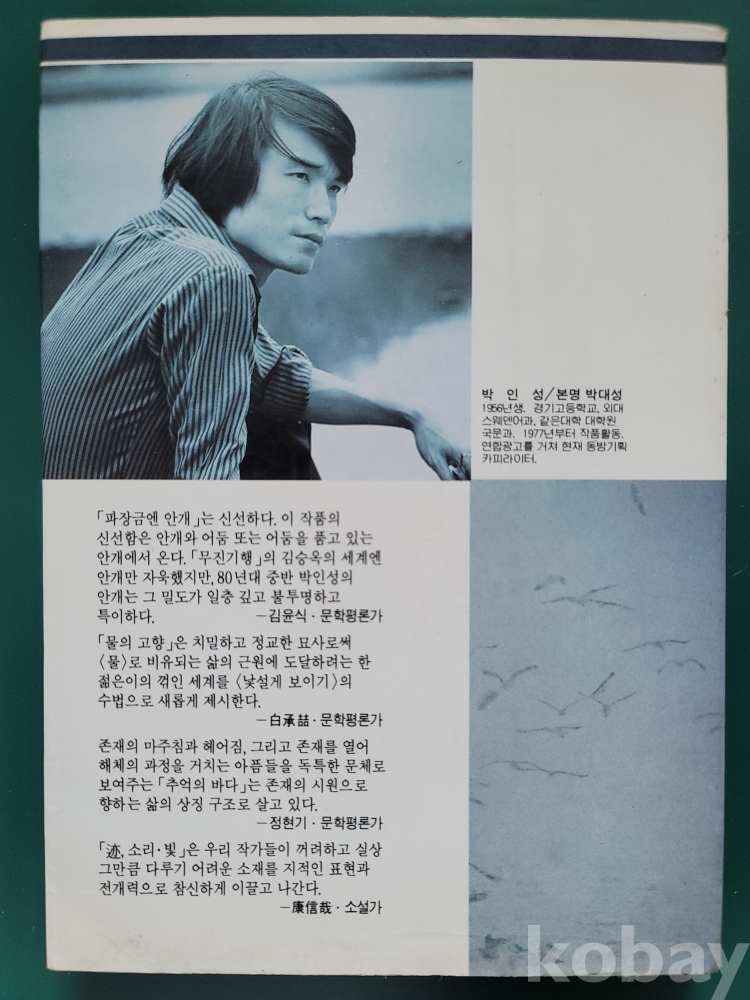 박 인 성/본명 박대성
1956년생. 경기고등학교, 외대
스웨덴어과, 같은대학 대학원
국문과. 1977년부터 작품활동.
연합광고를 거쳐 현재 동방기획
카피라이터.
「파장금엔 안개」는 신선하다. 이 작품의
신선함은 안개와 어둠 또는 어둠을 품고 있는
안개에서 온다. 「무진기행」의 김승옥의 세계엔
안개만 자욱했지만, 80년대 중반 박인성의
안개는 그 밀도가 일층 깊고 불투명하고
특이하다. —김윤식·문학평론가
「물의 고향」은 치밀하고 정교한 묘사로써
〈물〉로 비유되는 삶의 근원에 도달하려는 한
젊은이의 꺾인 세계를 〈낯설게 보이기〉의
수법으로 새롭게 제시한다.
—白承喆·문학평론가
존재의 마주침과 헤어짐, 그리고 존재를 열어
해체의 과정을 거치는 아픔들을 독특한 문체로
보여주는 「추억의 바다」는 존재의 시원으로
향하는 삶의 상징 구조로 살고 있다.
—정현기·문학평론가
「迹, 소리·빛」은 우리 작가들이 꺼려하고 실상
그만큼 다루기 어려운 소재를 지적인 표현과
전개력으로 참신하게 이끌고 나간다.
—康信哉·소설가
kobay